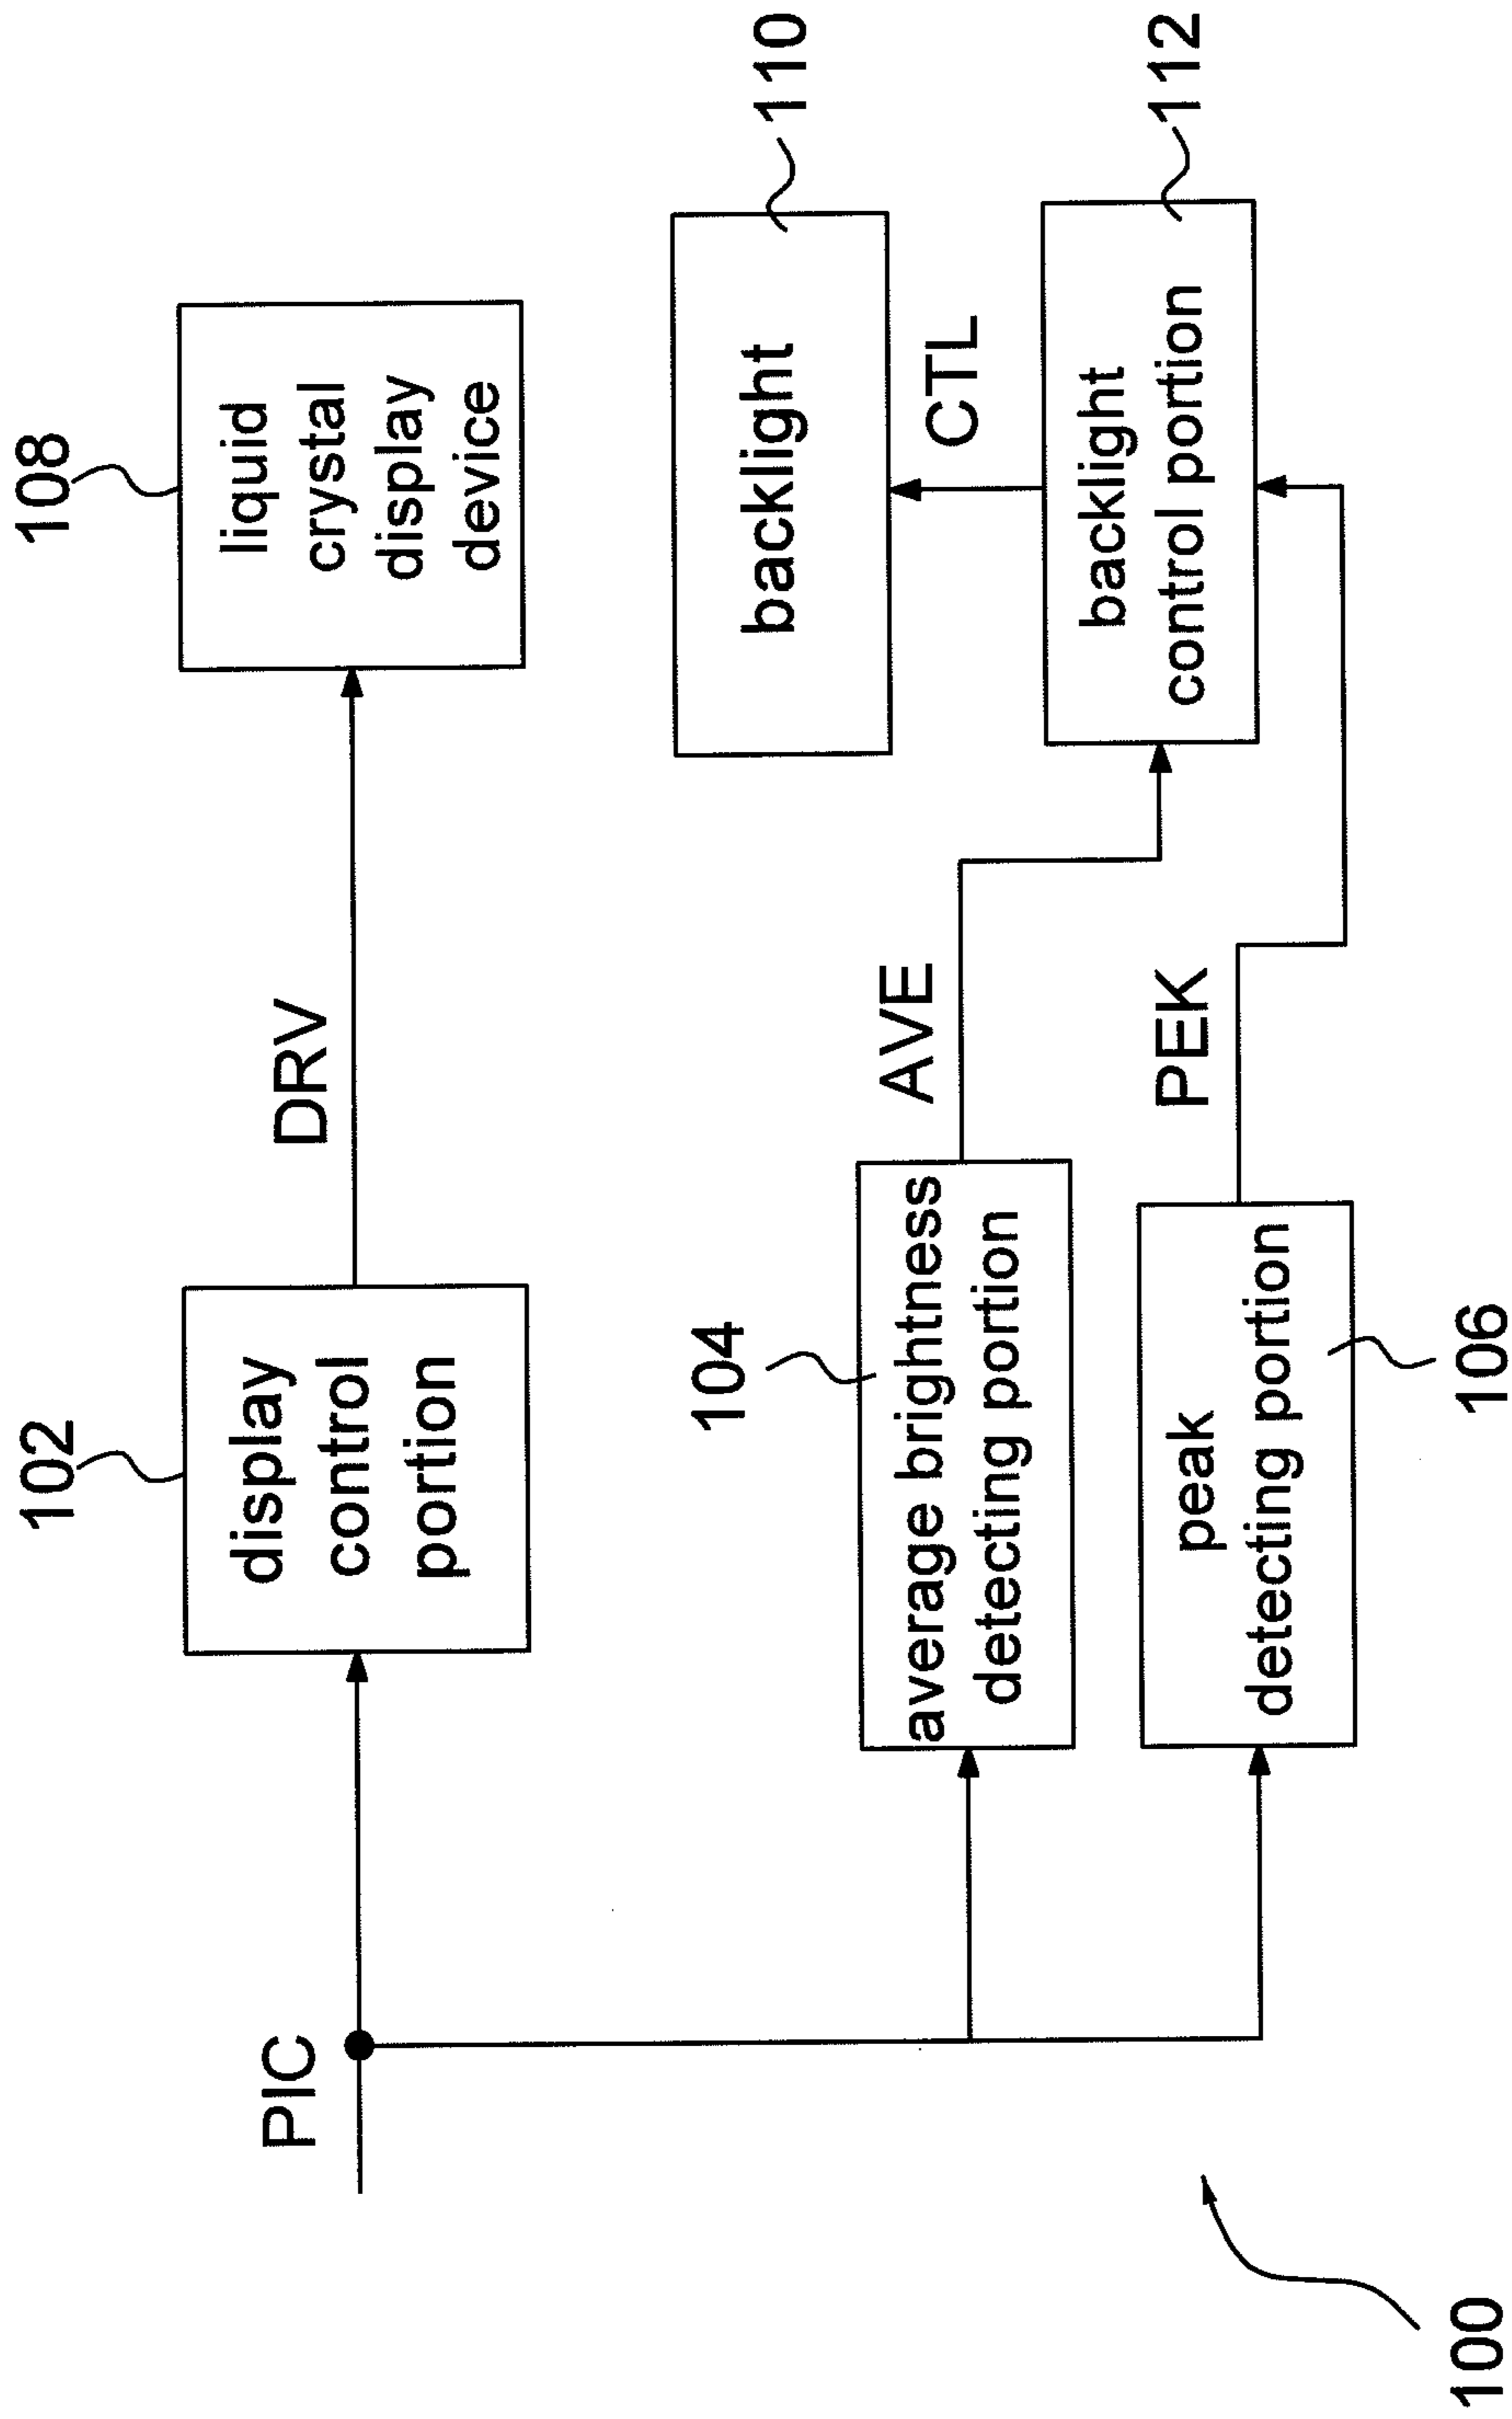 102
108
display
control
portion
DRV
liquid
crystal
display
device
PIC
104
110
average brightness
detecting portion
AVE
backlight
CTL
112
peak
detecting portion
PEK
backlight
control portion
106
100